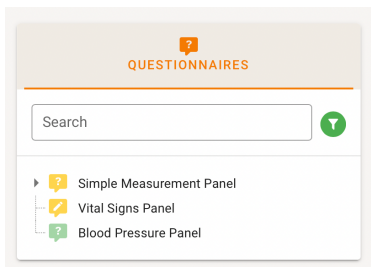 QUESTIONNAIRES
Search
Simple Measurement Panel
Vital Signs Panel
Blood Pressure Panel